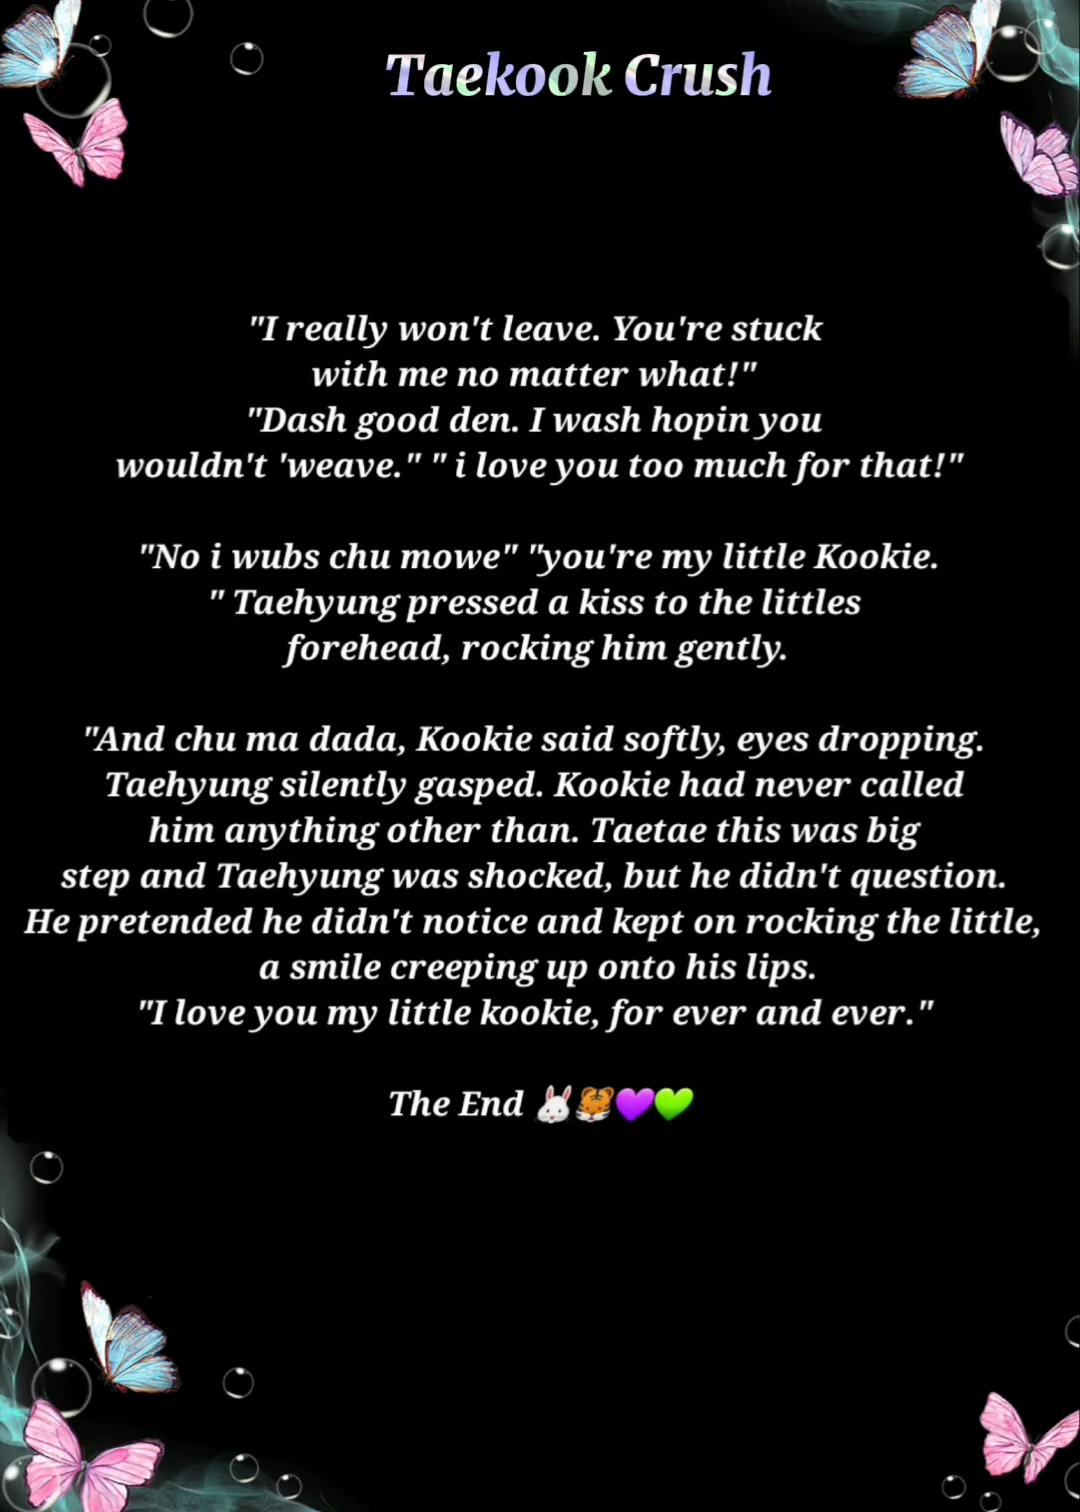 Taekook Crush
"I really won't leave. You're stuck
with me no matter what!"
"Dash good den. I wash hopin you
wouldn't 'weave." " i love you too much for that!"
"No i wubs chu mowe" "you're my little Kookie.
" Taehyung pressed a kiss to the littles
forehead, rocking him gently.
"And chu ma dada, Kookie said softly, eyes dropping.
Taehyung silently gasped. Kookie had never called
him anything other than. Taetae this was big
step and Taehyung was shocked, but he didn't question.
He pretended he didn't notice and kept on rocking the little,
a smile creeping up onto his lips.
"I love you my little kookie, for ever and ever."
The End 🐇🐯💜💚